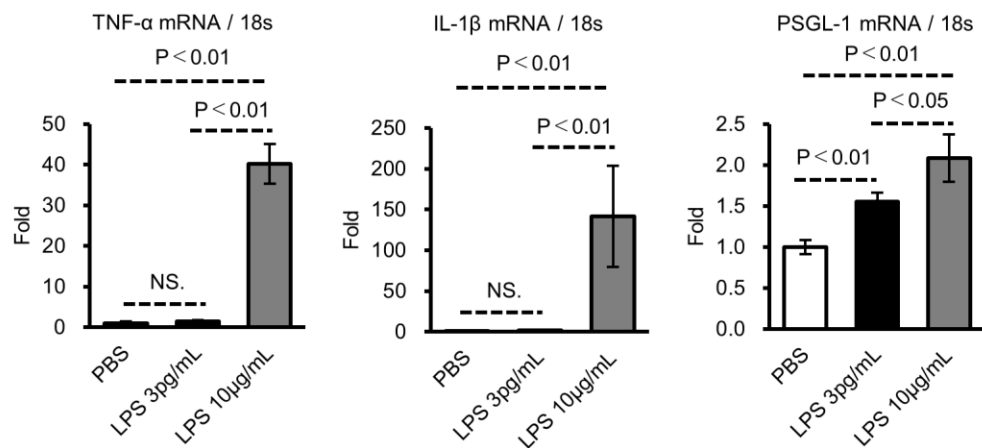 TNF-α mRNA / 18s
P＜0.01
P＜0.01
50
40
30
20
10
0
Fold
NS.
PBS
LPS 3pg/mL
LPS 10μg/mL
IL-1β mRNA / 18s
P＜0.01
P＜0.01
250
200
150
100
50
0
Fold
NS.
PBS
LPS 3pg/mL
LPS 10μg/mL
PSGL-1 mRNA / 18s
P＜0.01
P＜0.05
P＜0.01
2.5
2.0
1.5
1.0
0.5
0.0
Fold
PBS
LPS 3pg/mL
LPS 10μg/mL